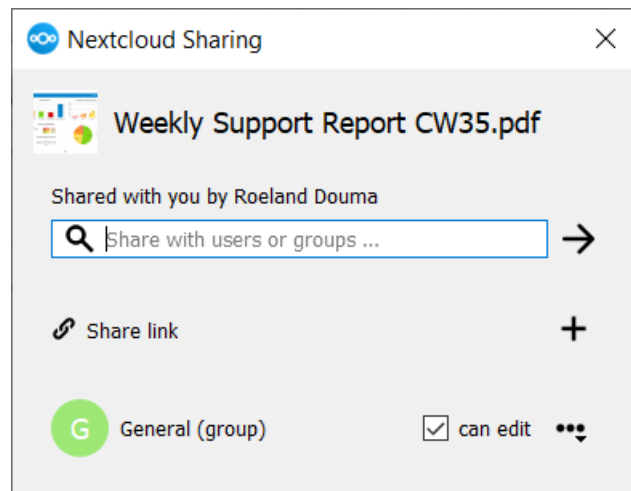 Nextcloud Sharing
Weekly Support Report CW35.pdf
Shared with you by Roeland Douma
Share with users or groups ...
Share link
G General (group) can edit